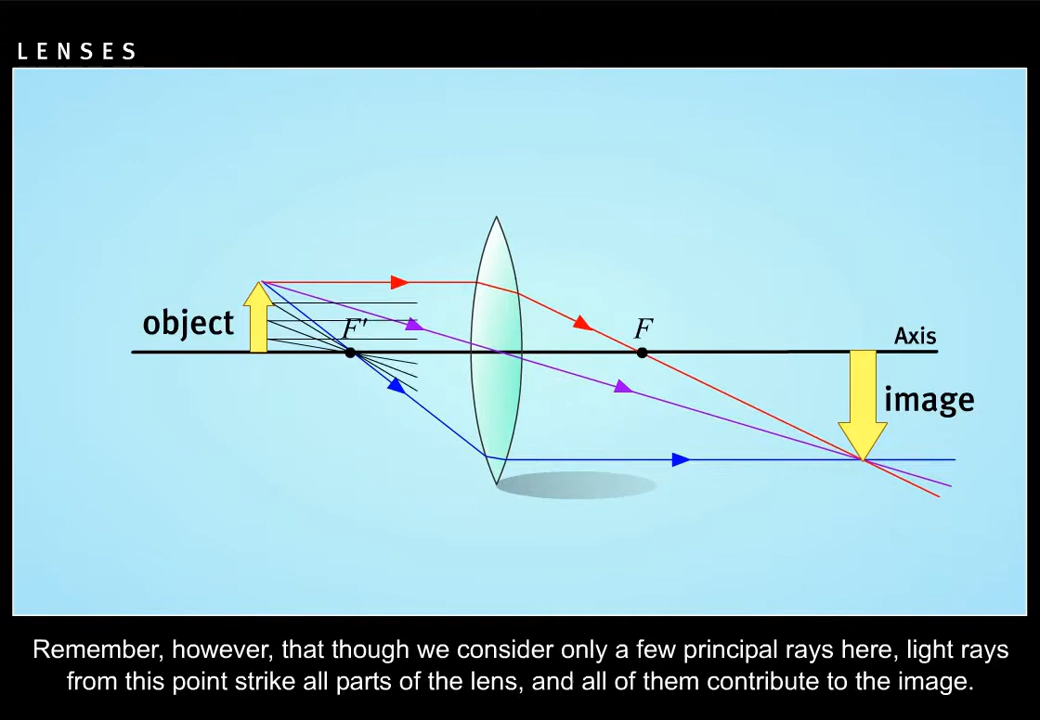 LENSES
object
F′
F
Axis
image
Remember, however, that though we consider only a few principal rays here, light rays
from this point strike all parts of the lens, and all of them contribute to the image.